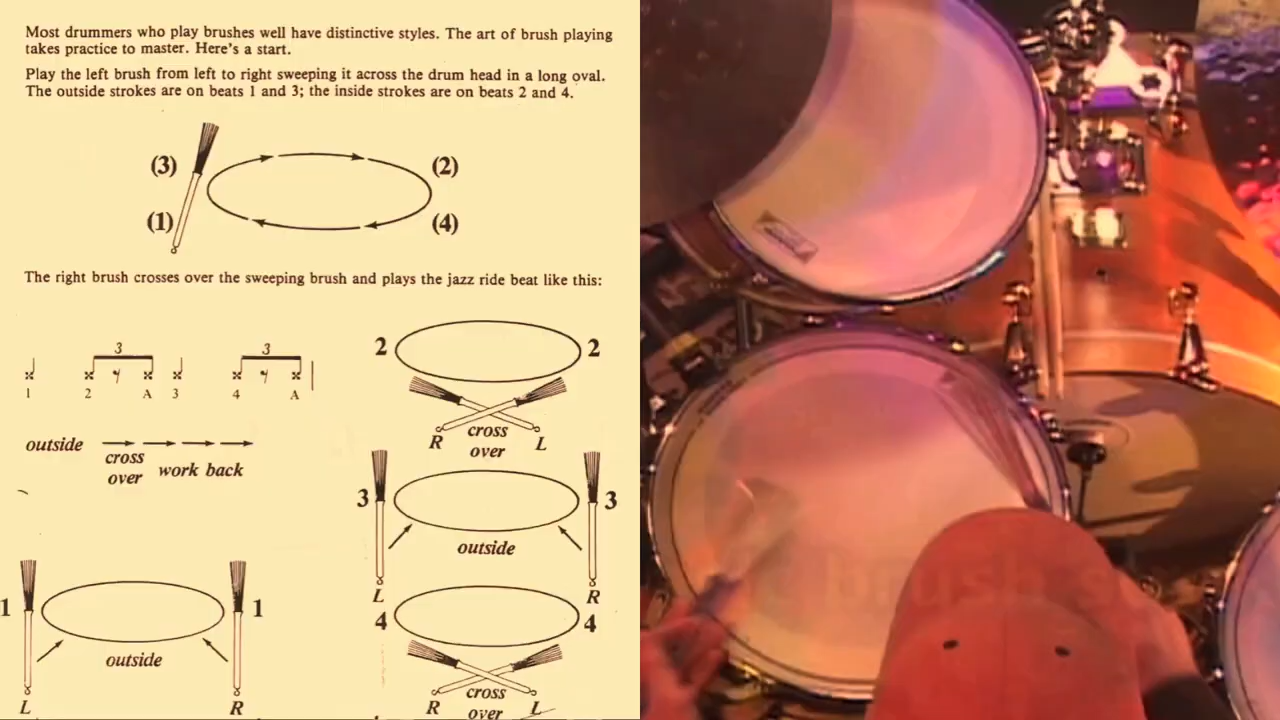 Most drummers who play brushes well have distinctive styles. The art of brush playing
takes practice to master. Here's a start.
Play the left brush from left to right sweeping it across the drum head in a long oval.
The outside strokes are on beats 1 and 3; the inside strokes are on beats 2 and 4.
(3) (2)
(1) (4)
The right brush crosses over the sweeping brush and plays the jazz ride beat like this:
3 3
1 2 A 3 4 A
outside
cross
over
work back
2 2
R cross L
over
3 3
outside
L R
1 1
outside
L R
4 4
R cross L
over
brush s